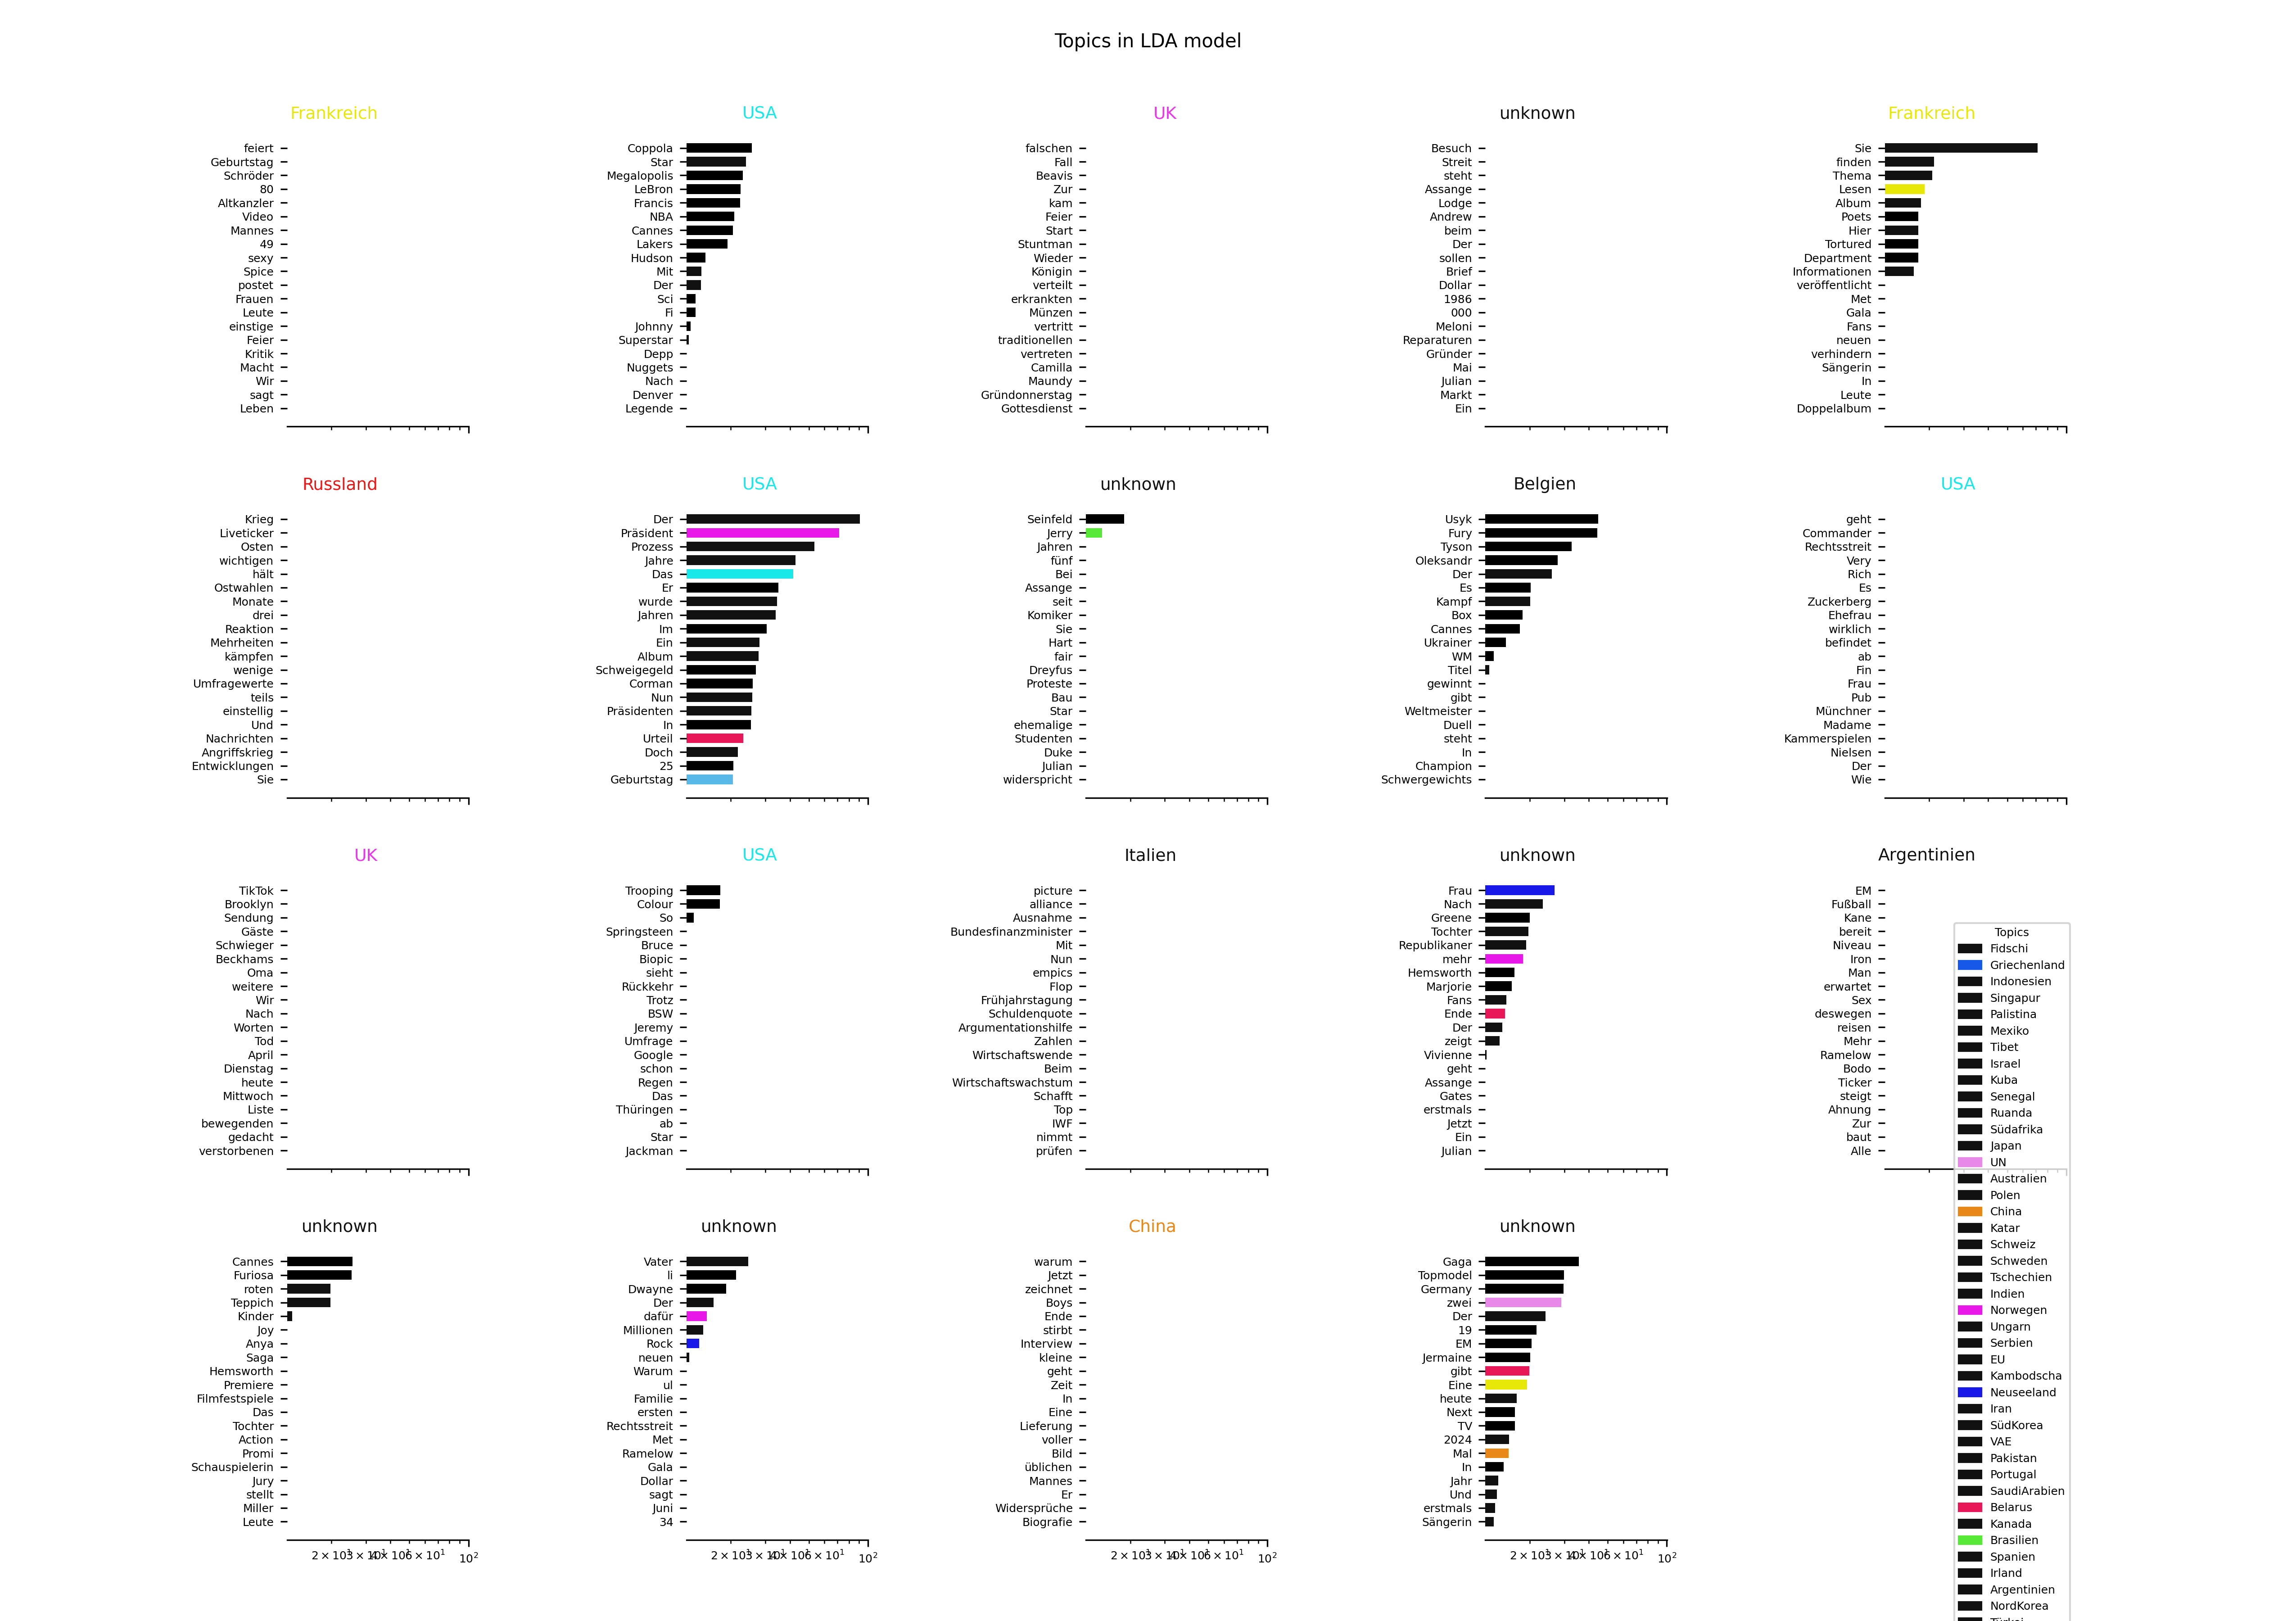 Topics in LDA model
Frankreich
feiert
Geburtstag
Schröder
80
Altkanzler
Video
Mannes
49
sexy
Spice
postet
Frauen
Leute
einstige
Feier
Kritik
Macht
Wir
sagt
Leben
USA
Coppola
Star
Megalopolis
LeBron
Francis
NBA
Cannes
Lakers
Hudson
Mit
Der
Sci
Fi
Johnny
Superstar
Depp
Nuggets
Nach
Denver
Legende
UK
falschen
Fall
Beavis
Zur
kam
Feier
Start
Stuntman
Wieder
Königin
verteilt
erkrankten
Münzen
vertritt
traditionellen
vertreten
Camilla
Maundy
Gründonnerstag
Gottesdienst
unknown
Besuch
Streit
steht
Assange
Lodge
Andrew
beim
Der
sollen
Brief
Dollar
1986
000
Meloni
Reparaturen
Gründer
Mai
Julian
Markt
Ein
Frankreich
Sie
finden
Thema
Lesen
Album
Poets
Hier
Tortured
Department
Informationen
veröffentlicht
Met
Gala
Fans
neuen
verhindern
Sängerin
In
Leute
Doppelalbum
Russland
Krieg
Liveticker
Osten
wichtigen
hält
Ostwahlen
Monate
drei
Reaktion
Mehrheiten
kämpfen
wenige
Umfragewerte
teils
einstellig
Und
Nachrichten
Angriffskrieg
Entwicklungen
Sie
USA
Der
Präsident
Prozess
Jahre
Das
Er
wurde
Jahren
Im
Ein
Album
Schweigegeld
Corman
Nun
Präsidenten
In
Urteil
Doch
25
Geburtstag
unknown
Seinfeld
Jerry
Jahren
fünf
Bei
Assange
seit
Komiker
Sie
Hart
fair
Dreyfus
Proteste
Bau
Star
ehemalige
Studenten
Duke
Julian
widerspricht
Belgien
Usyk
Fury
Tyson
Oleksandr
Der
Es
Kampf
Box
Cannes
Ukrainer
WM
Titel
gewinnt
gibt
Weltmeister
Duell
steht
In
Champion
Schwergewichts
USA
geht
Commander
Rechtsstreit
Very
Rich
Es
Zuckerberg
Ehefrau
wirklich
befindet
ab
Fin
Frau
Pub
Münchner
Madame
Kammerspielen
Nielsen
Der
Wie
UK
TikTok
Brooklyn
Sendung
Gäste
Schwieger
Beckhams
Oma
weitere
Wir
Nach
Worten
Tod
April
Dienstag
heute
Mittwoch
Liste
bewegenden
gedacht
verstorbenen
USA
Trooping
Colour
So
Springsteen
Bruce
Biopic
sieht
Rückkehr
Trotz
BSW
Jeremy
Umfrage
Google
schon
Regen
Das
Thüringen
ab
Star
Jackman
Italien
picture
alliance
Ausnahme
Bundesfinanzminister
Mit
Nun
empics
Flop
Frühjahrstagung
Schuldenquote
Argumentationshilfe
Zahlen
Wirtschaftswende
Beim
Wirtschaftswachstum
Schafft
Top
IWF
nimmt
prüfen
unknown
Frau
Nach
Greene
Tochter
Republikaner
mehr
Hemsworth
Marjorie
Fans
Ende
Der
zeigt
Vivienne
geht
Assange
Gates
erstmals
Jetzt
Ein
Julian
Argentinien
EM
Fußball
Kane
bereit
Niveau
Iron
Man
erwartet
Sex
deswegen
reisen
Mehr
Ramelow
Bodo
Ticker
steigt
Ahnung
Zur
baut
Alle
unknown
Cannes
Furiosa
roten
Teppich
Kinder
Joy
Anya
Saga
Hemsworth
Premiere
Filmfestspiele
Das
Tochter
Action
Promi
Schauspielerin
Jury
stellt
Miller
Leute
10²
unknown
Vater
li
Dwayne
Der
dafür
Millionen
Rock
neuen
Warum
ul
Familie
ersten
Rechtsstreit
Met
Ramelow
Gala
Dollar
sagt
Juni
34
10²
China
warum
Jetzt
zeichnet
Boys
Ende
stirbt
Interview
kleine
geht
Zeit
In
Eine
Lieferung
voller
Bild
üblichen
Mannes
Er
Widersprüche
Biografie
10²
unknown
Gaga
Topmodel
Germany
zwei
Der
19
EM
Jermaine
gibt
Eine
heute
Next
TV
2024
Mal
In
Jahr
Und
erstmals
Sängerin
10²
Topics
Fidschi
Griechenland
Indonesien
Singapur
Palistina
Mexiko
Tibet
Israel
Kuba
Senegal
Ruanda
Südafrika
Japan
UN
Australien
Polen
China
Katar
Schweiz
Schweden
Tschechien
Indien
Norwegen
Ungarn
Serbien
EU
Kambodscha
Neuseeland
Iran
SüdKorea
VAE
Pakistan
Portugal
SaudiArabien
Belarus
Kanada
Brasilien
Spanien
Irland
Argentinien
NordKorea